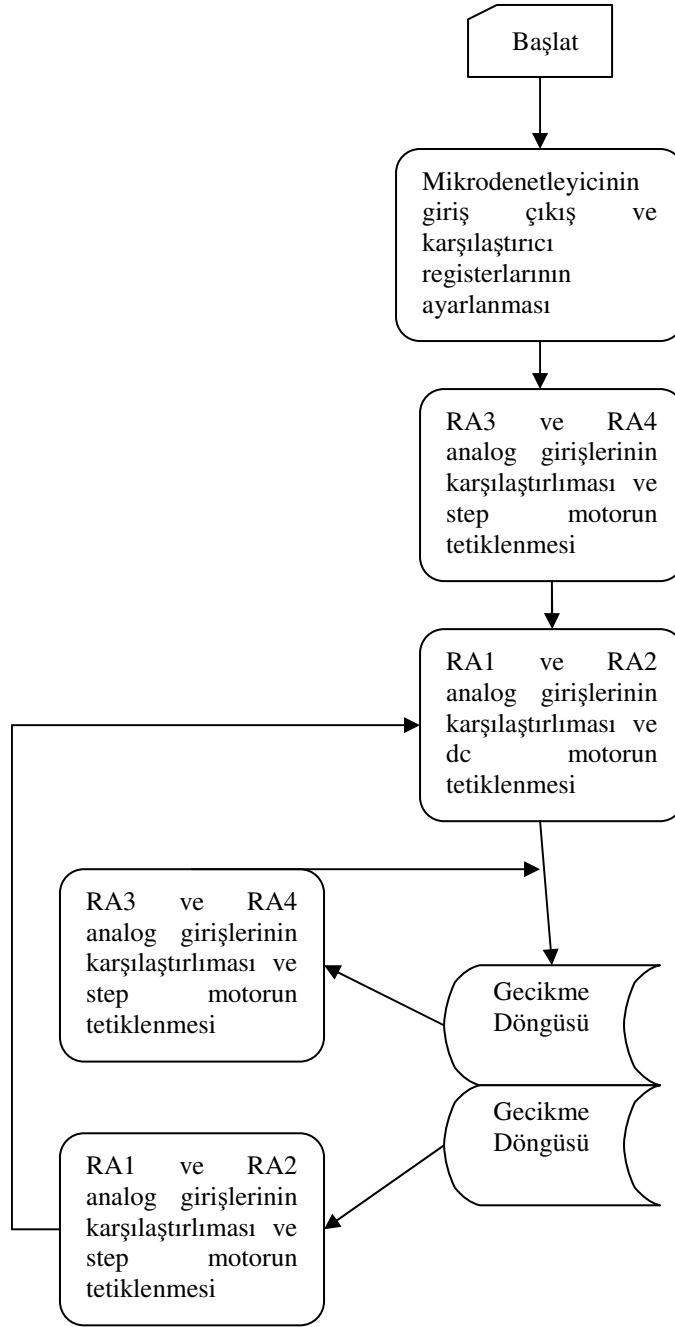 Başlat
Mikrodenetleyicinin
giriş çıkış ve
karşılaştırıcı
registerlarının
ayarlanması
RA3 ve RA4
analog girişlerinin
karşılaştırlıması ve
step motorun
tetiklenmesi
RA1 ve RA2
analog girişlerinin
karşılaştırlıması ve
dc motorun
tetiklenmesi
RA3 ve RA4
analog girişlerinin
karşılaştırlıması ve
step motorun
tetiklenmesi
Gecikme
Döngüsü
Gecikme
Döngüsü
RA1 ve RA2
analog girişlerinin
karşılaştırlıması ve
step motorun
tetiklenmesi